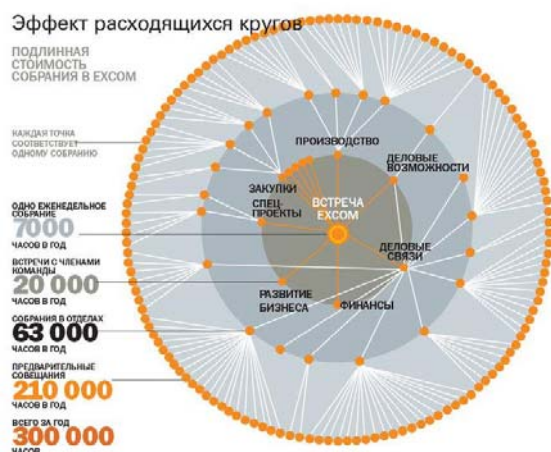 Эффект расходящихся кругов
ПОДЛИННАЯ
СТОИМОСТЬ
СОБРАНИЯ В EXCOM
КАЖДАЯ ТОЧКА
СООТВЕТСТВУЕТ
ОДНОМУ СОБРАНИЮ
ОДНО ЕЖЕНЕДЕЛЬНОЕ
СОБРАНИЕ
7000
ЧАСОВ В ГОД
ВСТРЕЧИ С ЧЛЕНАМИ
КОМАНДЫ
20 000
ЧАСОВ В ГОД
СОБРАНИЯ В ОТДЕЛАХ
63 000
ЧАСОВ В ГОД
ПРЕДВАРИТЕЛЬНЫЕ
СОВЕЩАНИЯ
210 000
ЧАСОВ В ГОД
ВСЕГО ЗА ГОД
300 000
ЧАСОВ
ПРОИЗВОДСТВО
ДЕЛОВЫЕ
ВОЗМОЖНОСТИ
ЗАКУПКИ
СПЕЦ-
ПРОЕКТЫ
ВСТРЕЧА
EXCOM
ДЕЛОВЫЕ
СВЯЗИ
РАЗВИТИЕ
БИЗНЕСА
ФИНАНСЫ